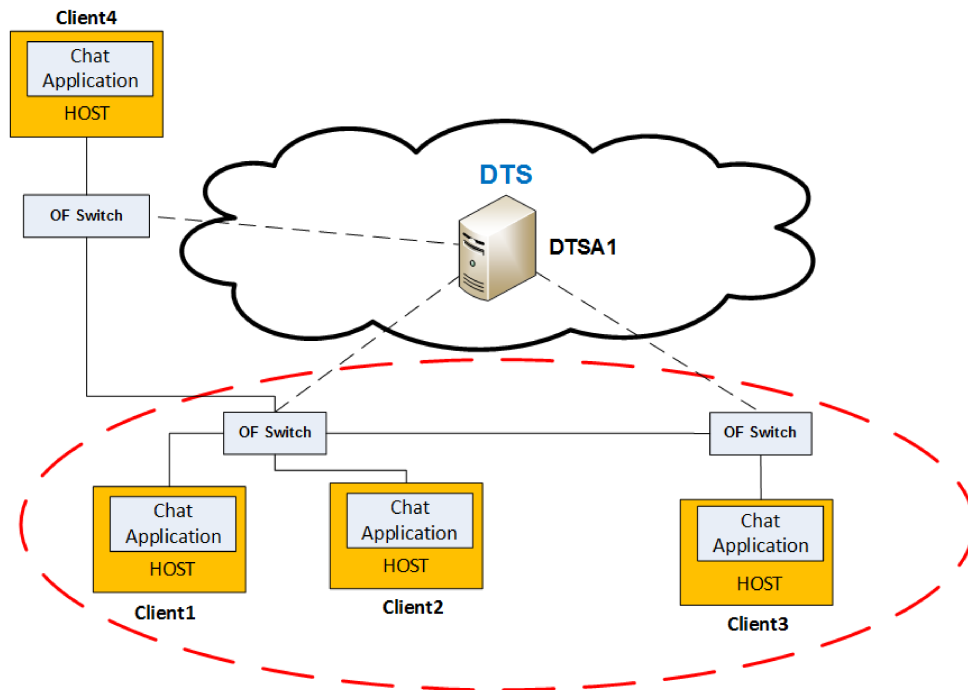 Client4
Chat
Application
HOST
OF Switch
DTS
DTSA1
OF Switch
OF Switch
Chat
Application
HOST
Client1
Chat
Application
HOST
Client2
Chat
Application
HOST
Client3